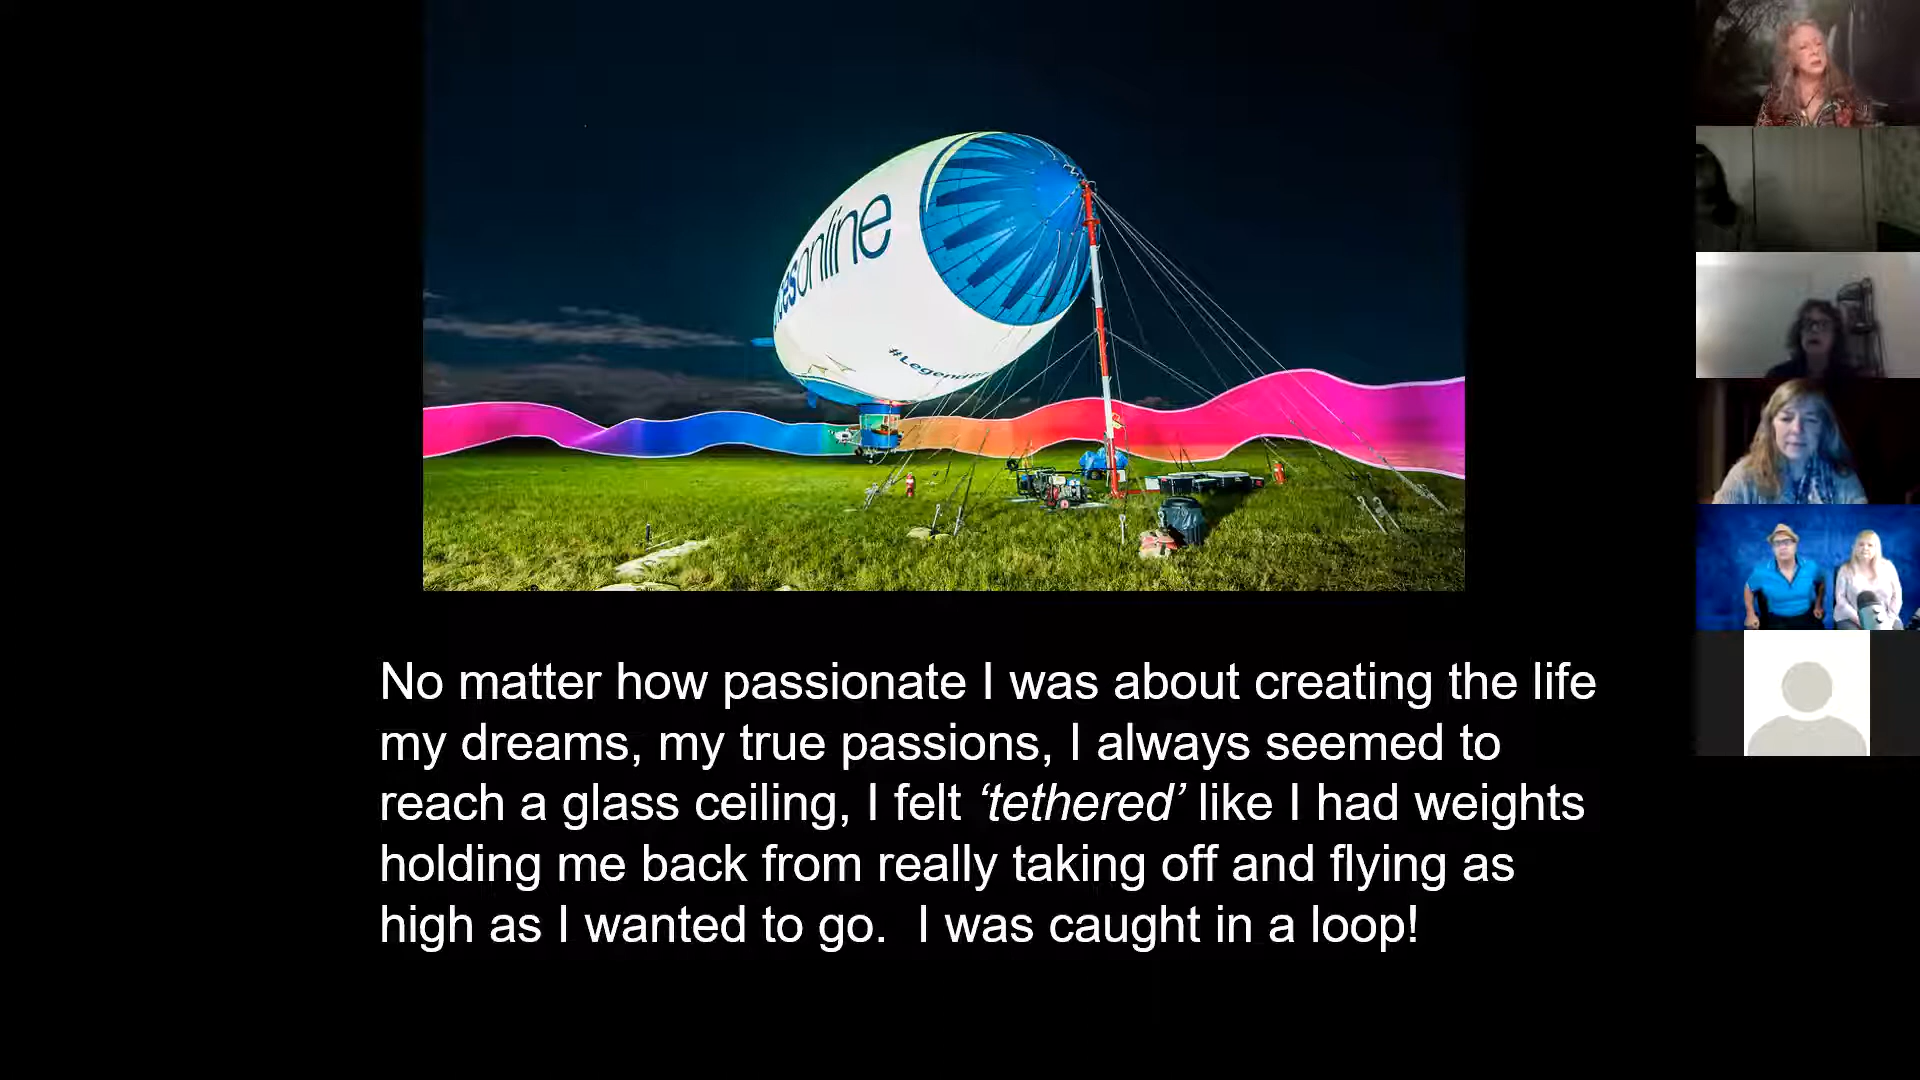 online
No matter how passionate I was about creating the life
my dreams, my true passions, I always seemed to
reach a glass ceiling, I felt ‘tethered’ like I had weights
holding me back from really taking off and flying as
high as I wanted to go.  I was caught in a loop!